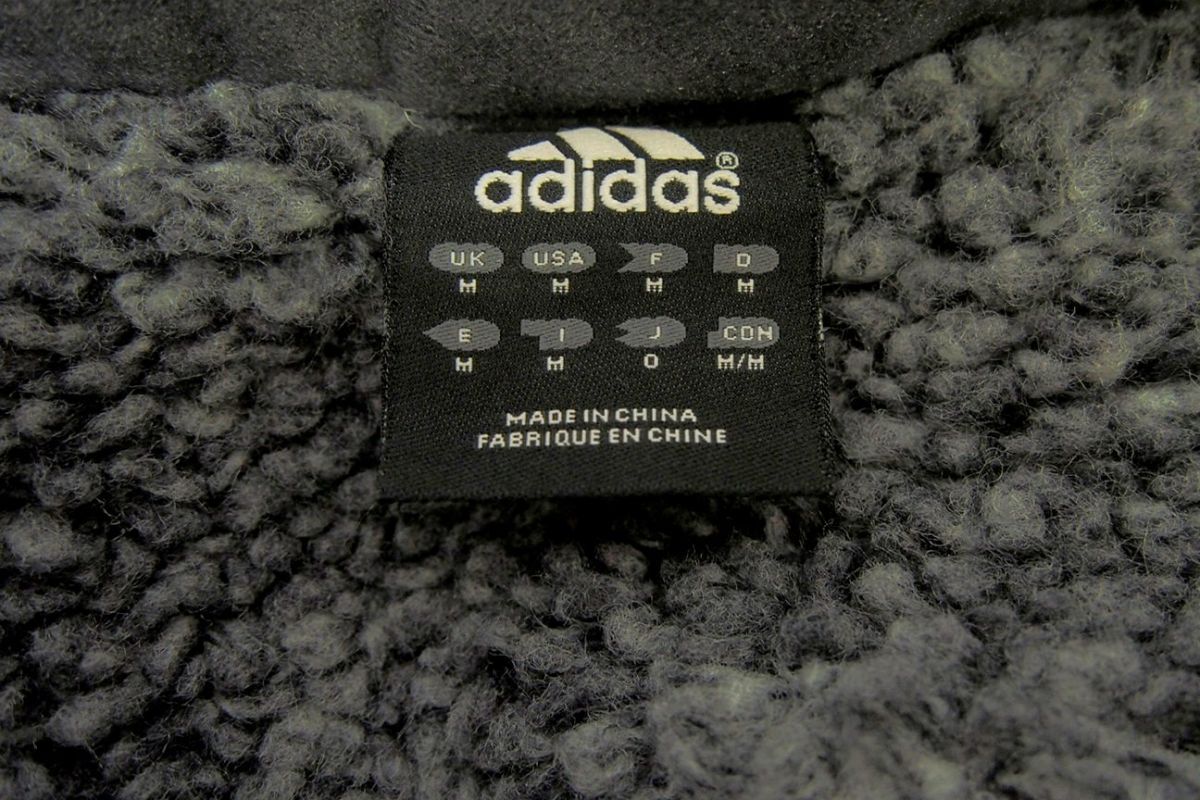 adidas®
UK USA F D
M M M M
E I J CDN
M M O M/M
MADE IN CHINA
FABRIQUE EN CHINE